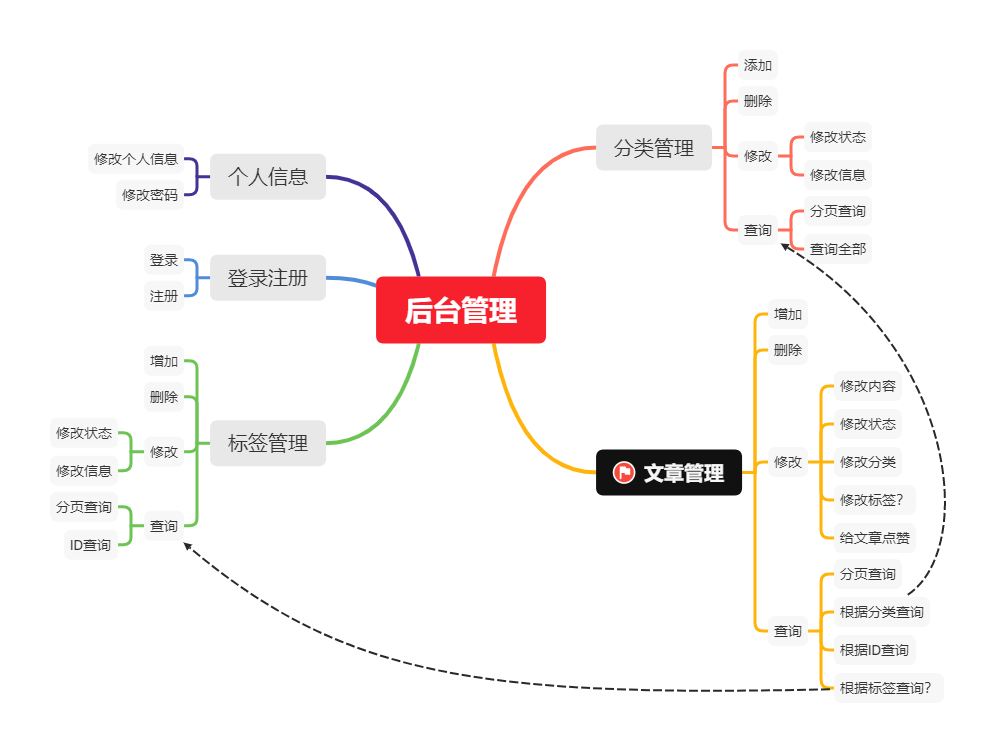 后台管理
个人信息
修改个人信息
修改密码
登录注册
登录
注册
标签管理
增加
删除
修改
修改状态
修改信息
查询
分页查询
ID查询
分类管理
添加
删除
修改
修改状态
修改信息
查询
分页查询
查询全部
文章管理
增加
删除
修改
修改内容
修改状态
修改分类
修改标签?
给文章点赞
查询
分页查询
根据分类查询
根据ID查询
根据标签查询?